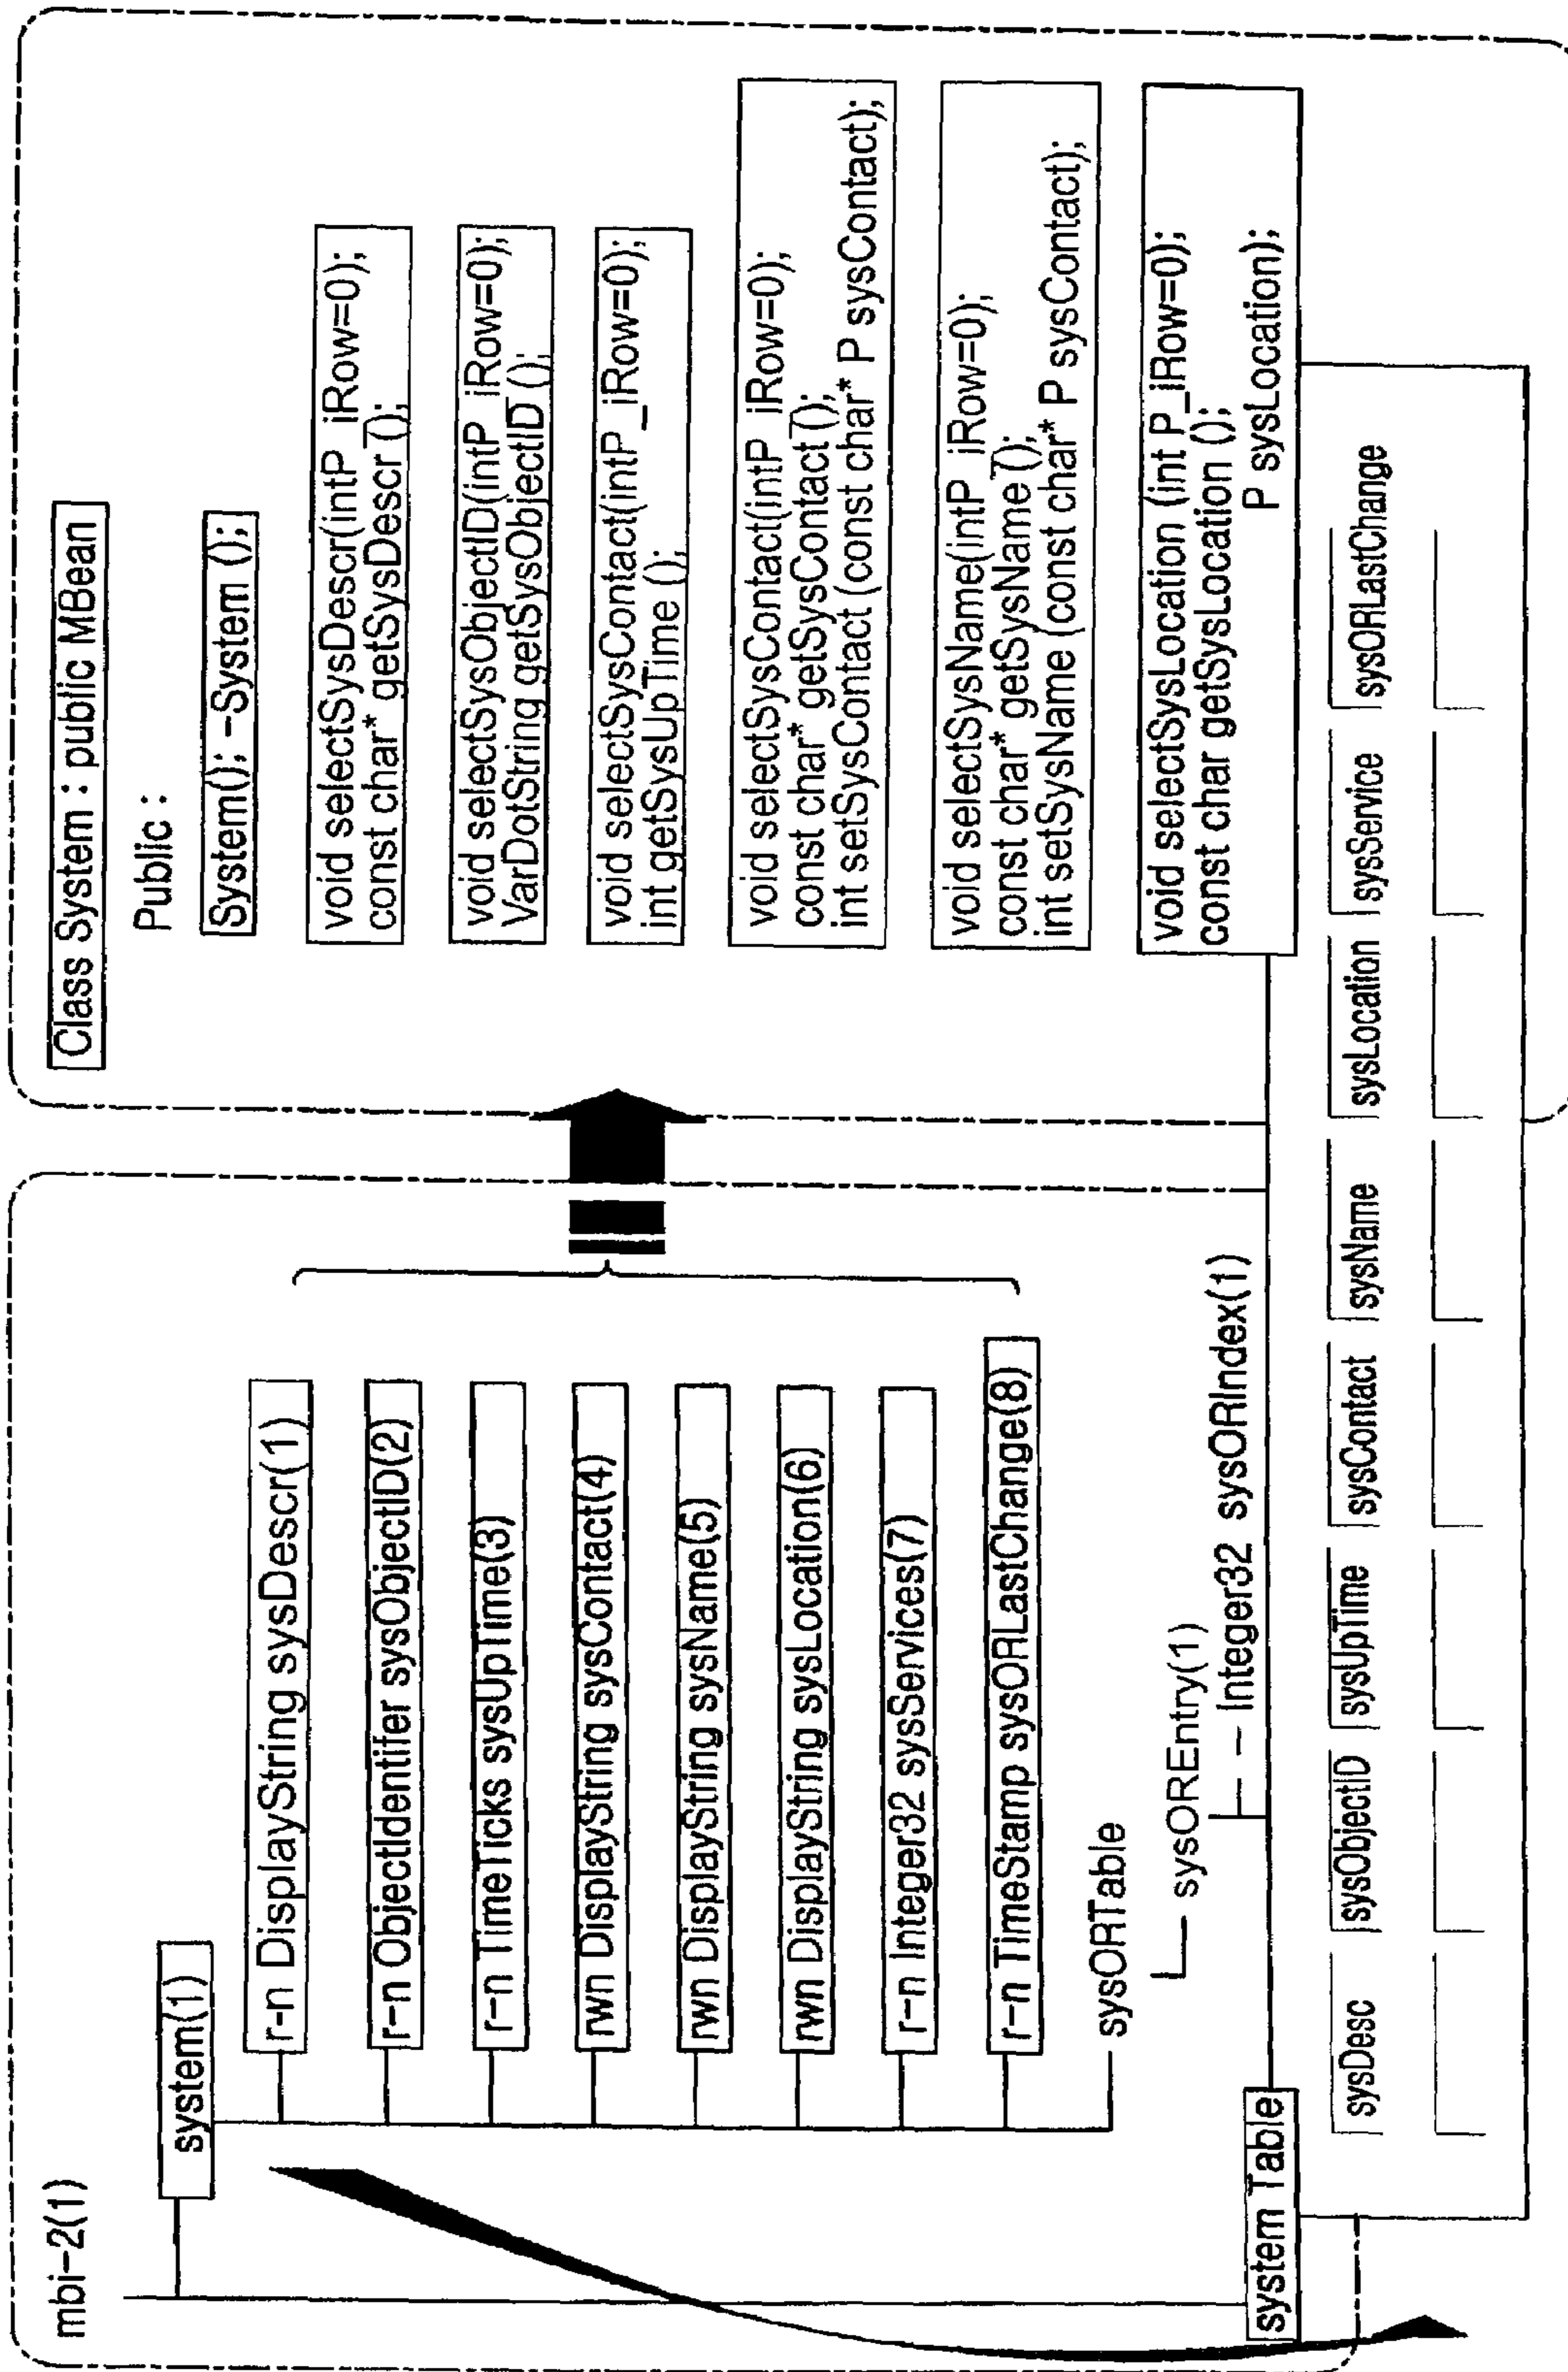 mbi-2(1)
system(1)
r-n DisplayString sysDescr(1)
r-n ObjectIdentifer sysObjectID(2)
r-n TimeTicks sysUpTime(3)
rwn DisplayString sysContact(4)
rwn DisplayString sysName(5)
rwn DisplayString sysLocation(6)
r-n Integer32 sysServices(7)
r-n TimeStamp sysORLastChange(8)
sysORTable
sysOREntry(1)
Integer32 sysORIndex(1)
system Table
Class System : public MBean
Public :
System(); -System ();
void selectSysDescr(intP_iRow=0);
const char* getSysDescr ();
void selectSysObjectID(intP_iRow=0);
VarDotString getSysObjectID ();
void selectSysContact(intP_iRow=0);
int getSysUpTime ();
void selectSysContact(intP_iRow=0);
const char* getSysContact ();
int setSysContact (const char* P sysContact);
void selectSysName(intP_iRow=0);
const char* getSysName ();
int setSysName (const char* P sysContact);
void selectSysLocation (int P_iRow=0);
const char getSysLocation ();
P sysLocation);
sysDesc sysObjectID sysUpTime sysContact sysName sysLocation sysService sysORLastChange